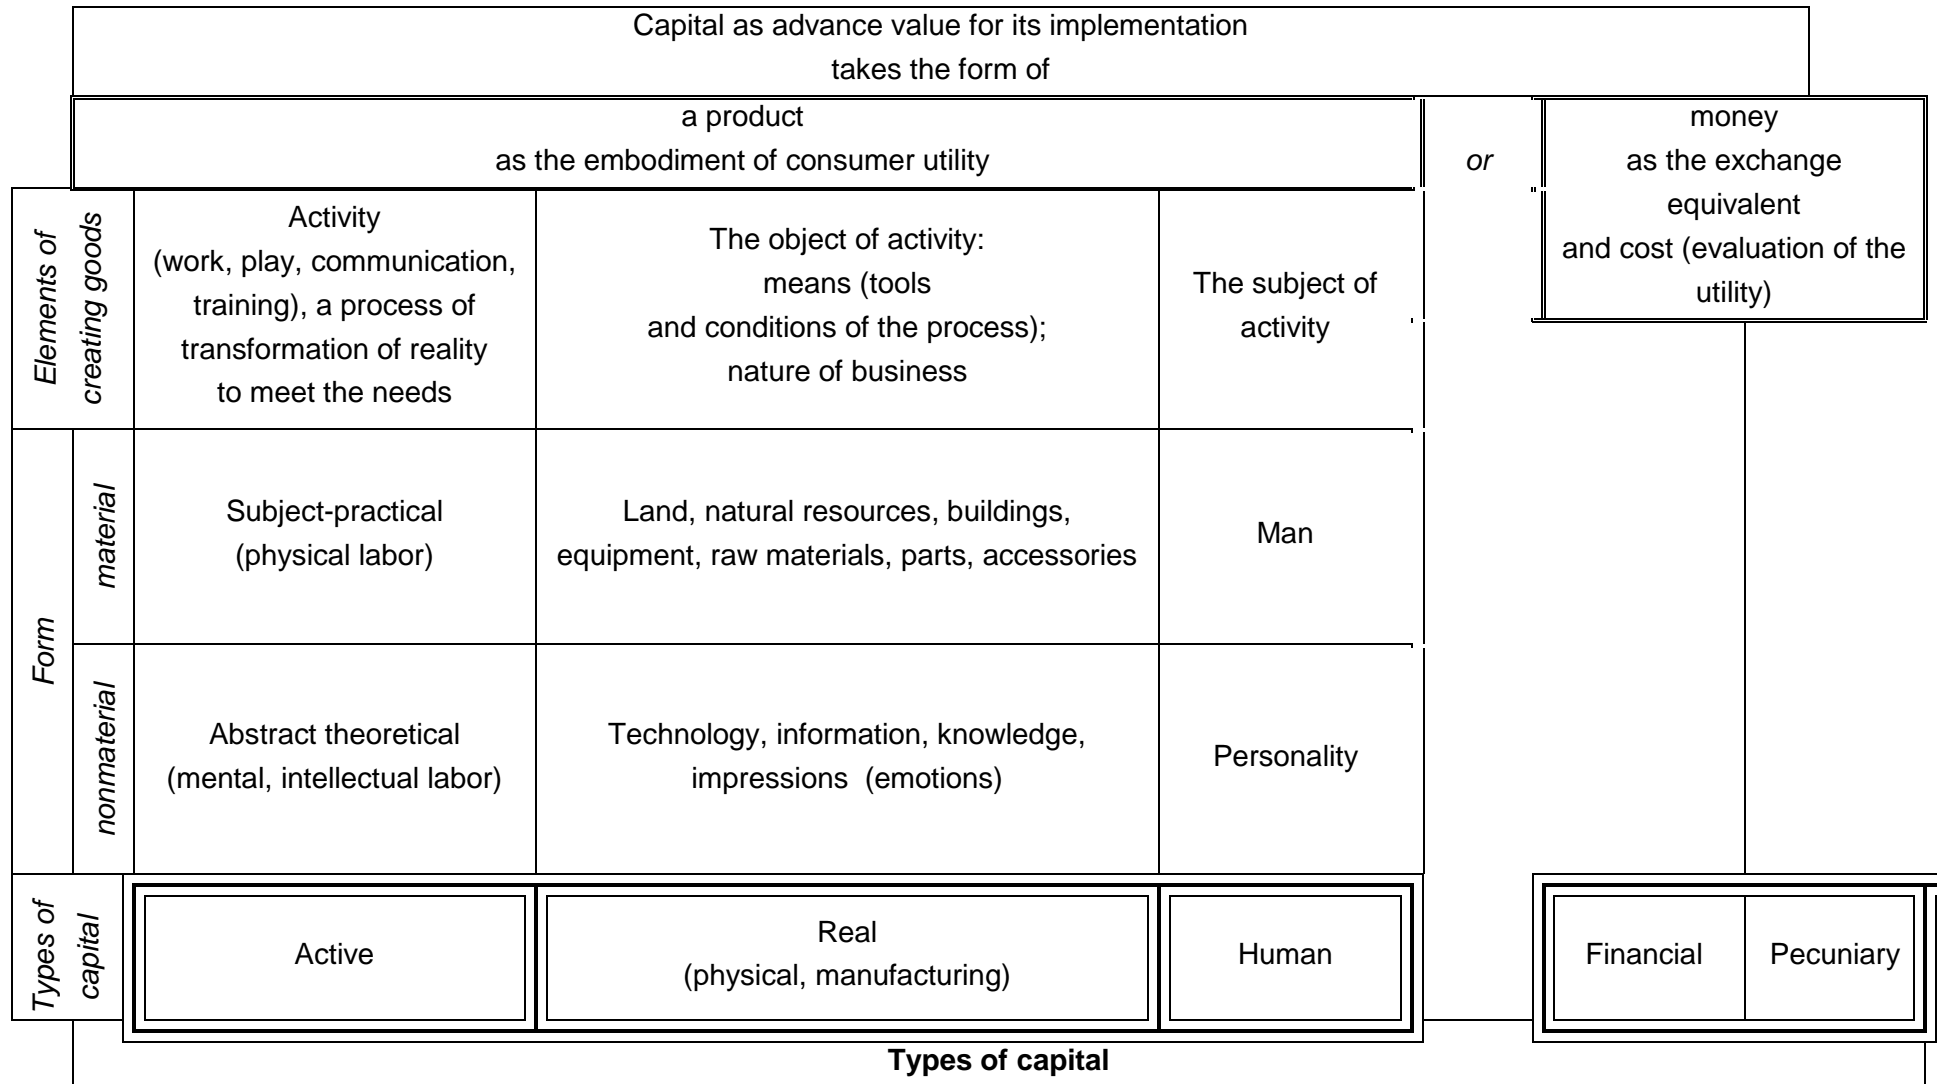 Capital as advance value for its implementation
takes the form of
a product
as the embodiment of consumer utility
or
money
as the exchange
equivalent
and cost (evaluation of the
utility)
Elements of
creating goods
Activity
(work, play, communication,
training), a process of
transformation of reality
to meet the needs
The object of activity:
means (tools
and conditions of the process);
nature of business
The subject of
activity
Form
material
Subject-practical
(physical labor)
Land, natural resources, buildings,
equipment, raw materials, parts, accessories
Man
nonmaterial
Abstract theoretical
(mental, intellectual labor)
Technology, information, knowledge,
impressions (emotions)
Personality
Types of
capital
Active
Real
(physical, manufacturing)
Human
Financial
Pecuniary
Types of capital